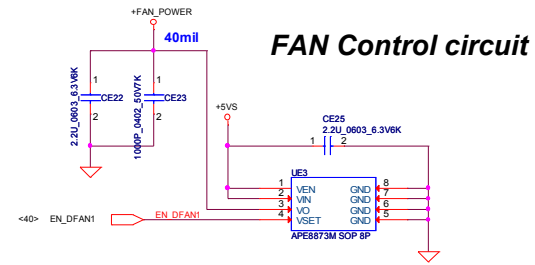 +FAN_POWER
40mil
FAN Control circuit
1
2
CE22
2.2U_0603_6.3V6K
1
2
CE23
1000P_0402_50V7K
+5VS
CE25
2.2U_0603_6.3V6K
1 2
UE3
1 VEN GND 8
2 VIN GND 7
3 VO GND 6
4 VSET GND 5
APE8873M SOP 8P
<40> EN_DFAN1 EN_DFAN1